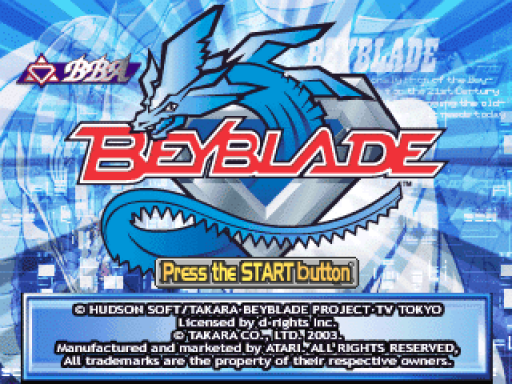 BBA
BEYBLADE
BEYBLADE
™
Press the START button
© HUDSON SOFT/TAKARA·BEYBLADE PROJECT·TV TOKYO
Licensed by d-rights Inc.
© TAKARA CO., LTD. 2003.
Manufactured and marketed by ATARI. ALL RIGHTS RESERVED,
All trademarks are the property of their respective owners.